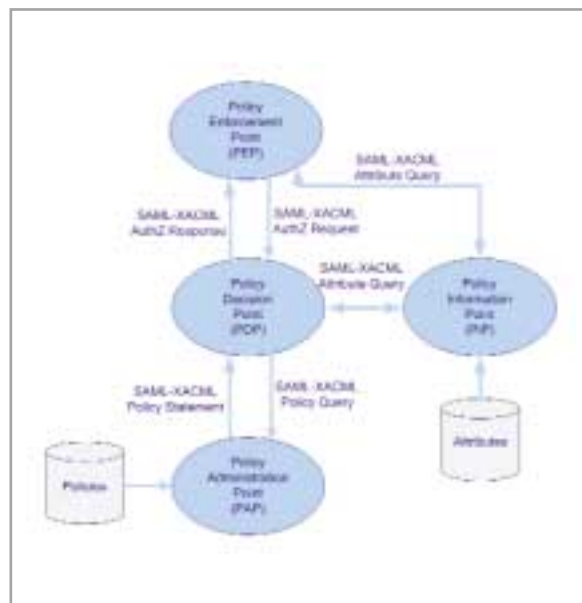 Policy
Enforcement
Point
(PEP)
SAML-XACML
Attribute Query
SAML-XACML
AuthZ Response
SAML-XACML
AuthZ Request
Policy
Decision
Point
(PDP)
SAML-XACML
Attribute Query
Policy
Information
Point
(PIP)
SAML-XACML
Policy Statement
SAML-XACML
Policy Query
Attributes
Policies
Policy
Administration
Point
(PAP)